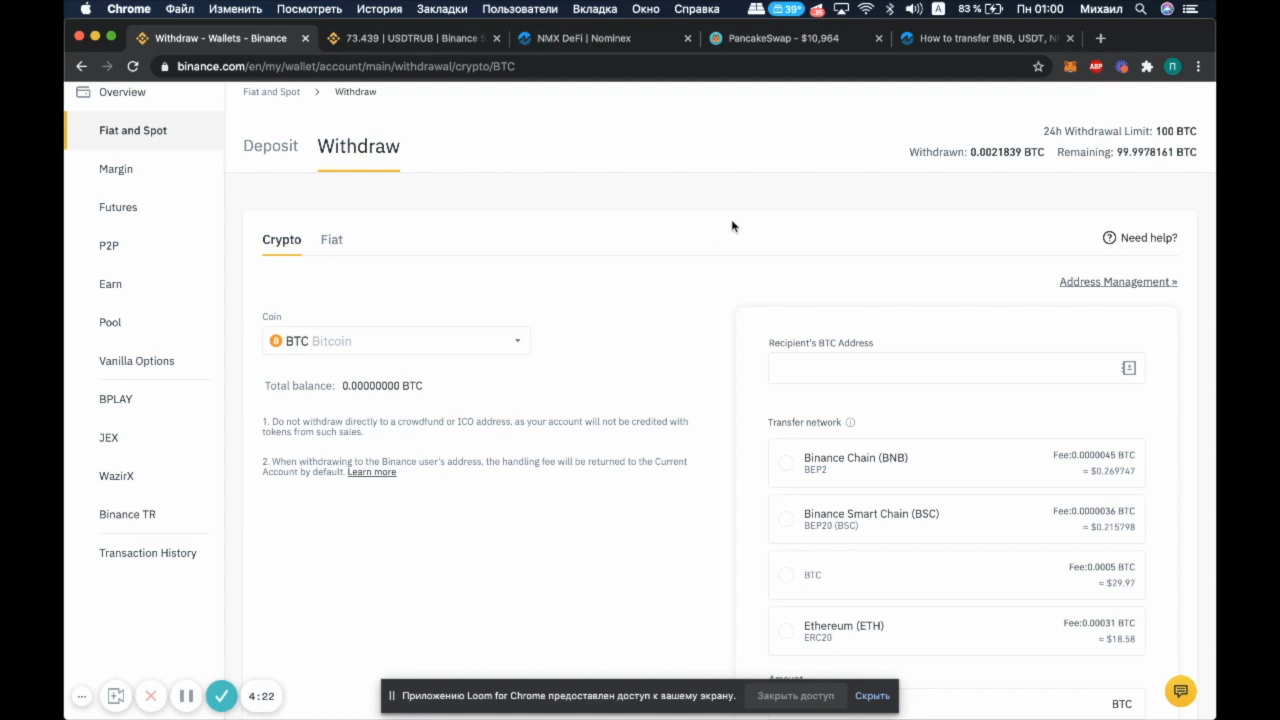 Chrome Файл Изменить Посмотреть История Закладки Пользователи Вкладка Окно Справка 39° A 83 % Пн 01:00 Михаил
Withdraw - Wallets - Binance 73.439 | USDTRUB | Binance S NMX DeFi | Nominex PancakeSwap - $10,964 How to transfer BNB, USDT, N
binance.com/en/my/wallet/account/main/withdrawal/crypto/BTC ABP П
Overview
Fiat and Spot
Margin
Futures
P2P
Earn
Pool
Vanilla Options
BPLAY
JEX
WazirX
Binance TR
Transaction History
Fiat and Spot > Withdraw
Deposit Withdraw
24h Withdrawal Limit: 100 BTC
Withdrawn: 0.0021839 BTC Remaining: 99.9978161 BTC
Crypto Fiat
Need help?
Address Management »
Coin
BTC Bitcoin
Total balance: 0.00000000 BTC
1. Do not withdraw directly to a crowdfund or ICO address, as your account will not be credited with
tokens from such sales.
2. When withdrawing to the Binance user's address, the handling fee will be returned to the Current
Account by default. Learn more
Recipient's BTC Address
Transfer network
Binance Chain (BNB) Fee:0.0000045 BTC
BEP2 ≈ $0.269747
Binance Smart Chain (BSC) Fee:0.0000036 BTC
BEP20 (BSC) ≈ $0.215798
BTC Fee:0.0005 BTC
≈ $29.97
Ethereum (ETH) Fee:0.00031 BTC
ERC20 ≈ $18.58
Amount
BTC
4:22
Приложению Loom for Chrome предоставлен доступ к вашему экрану. Закрыть доступ Скрыть